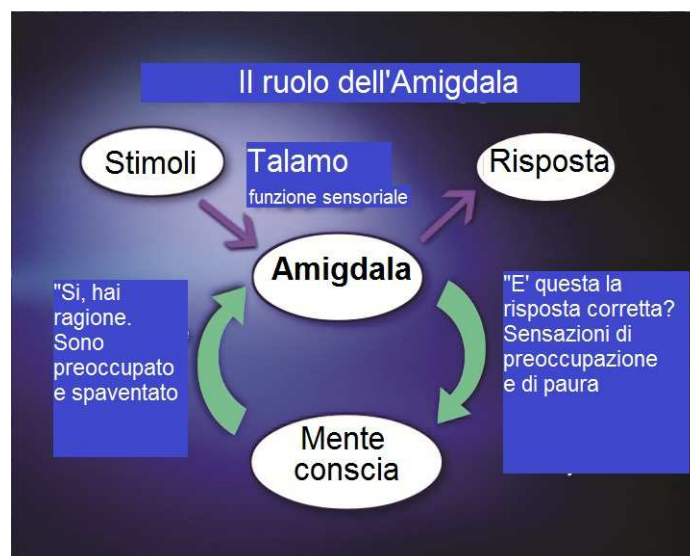 Il ruolo dell'Amigdala
Stimoli
Talamo
funzione sensoriale
Risposta
Amigdala
"Si, hai
ragione.
Sono
preoccupato
e spaventato
"E' questa la
risposta corretta?
Sensazioni di
preoccupazione
e di paura
Mente
conscia